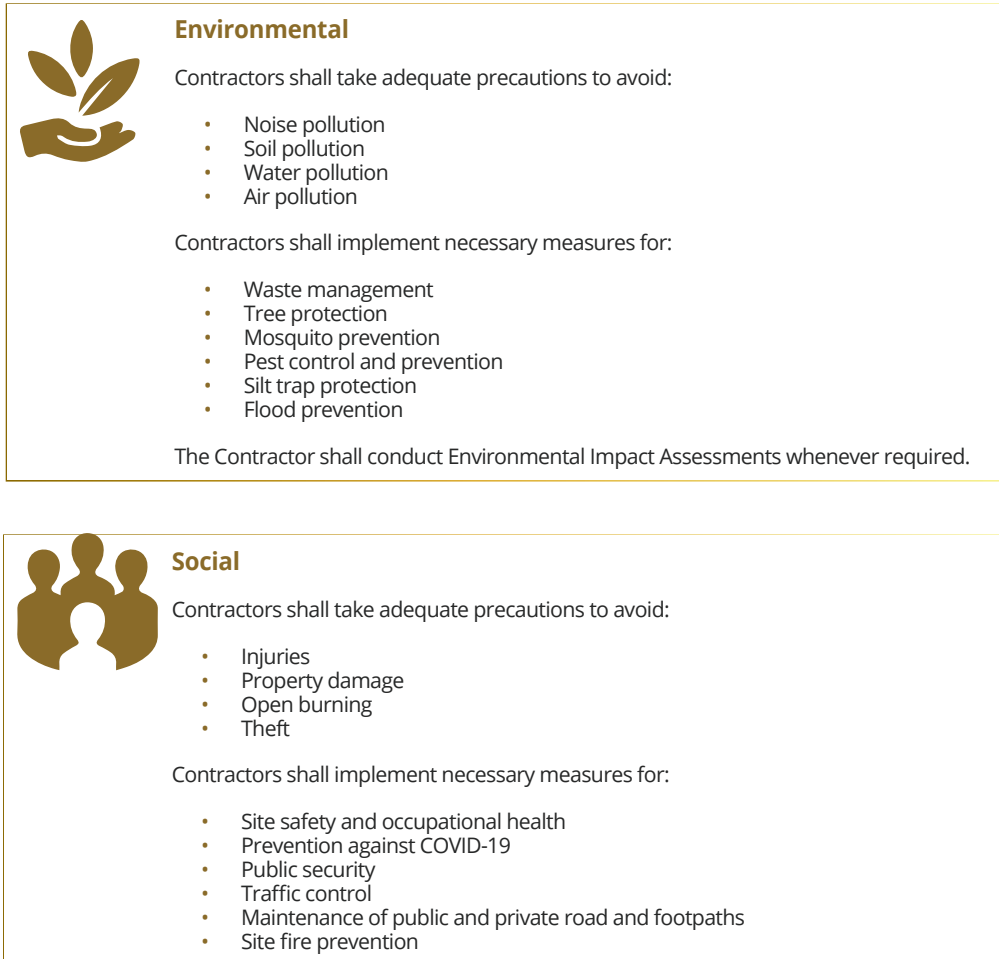 Environmental
Contractors shall take adequate precautions to avoid:
• Noise pollution
• Soil pollution
• Water pollution
• Air pollution
Contractors shall implement necessary measures for:
• Waste management
• Tree protection
• Mosquito prevention
• Pest control and prevention
• Silt trap protection
• Flood prevention
The Contractor shall conduct Environmental Impact Assessments whenever required.
Social
Contractors shall take adequate precautions to avoid:
• Injuries
• Property damage
• Open burning
• Theft
Contractors shall implement necessary measures for:
• Site safety and occupational health
• Prevention against COVID-19
• Public security
• Traffic control
• Maintenance of public and private road and footpaths
• Site fire prevention